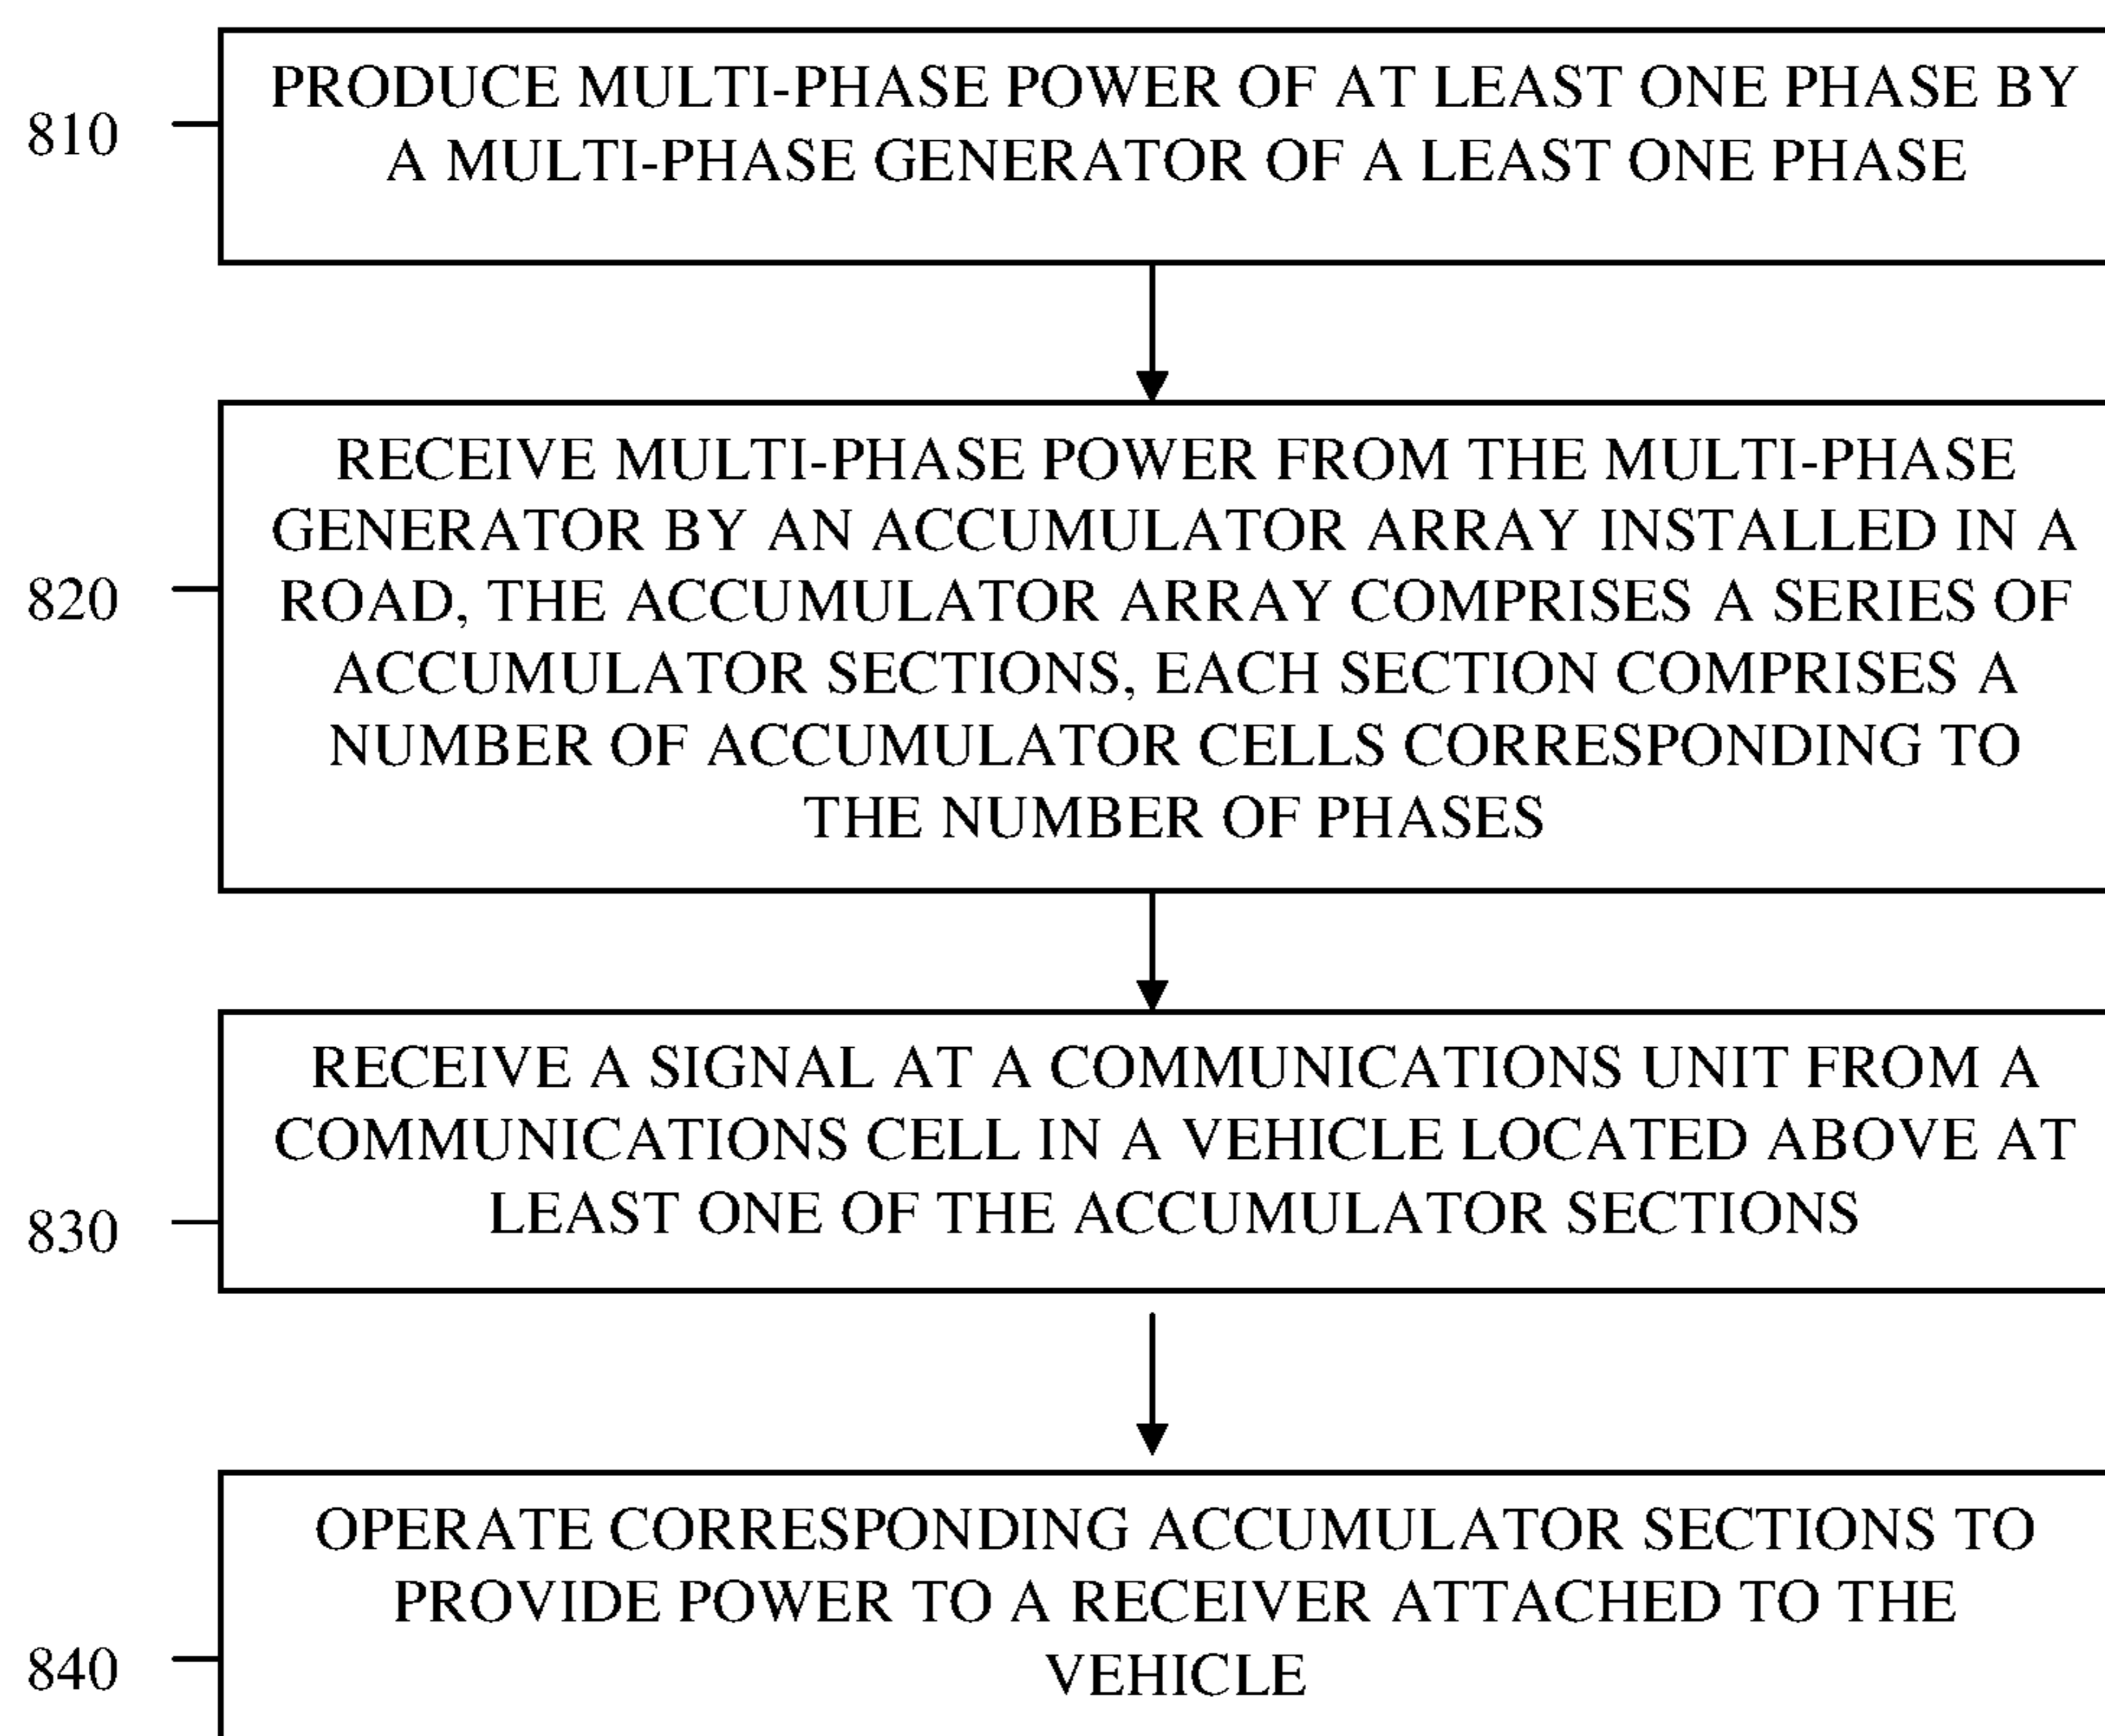 810
PRODUCE MULTI-PHASE POWER OF AT LEAST ONE PHASE BY
A MULTI-PHASE GENERATOR OF A LEAST ONE PHASE
820
RECEIVE MULTI-PHASE POWER FROM THE MULTI-PHASE
GENERATOR BY AN ACCUMULATOR ARRAY INSTALLED IN A
ROAD, THE ACCUMULATOR ARRAY COMPRISES A SERIES OF
ACCUMULATOR SECTIONS, EACH SECTION COMPRISES A
NUMBER OF ACCUMULATOR CELLS CORRESPONDING TO
THE NUMBER OF PHASES
830
RECEIVE A SIGNAL AT A COMMUNICATIONS UNIT FROM A
COMMUNICATIONS CELL IN A VEHICLE LOCATED ABOVE AT
LEAST ONE OF THE ACCUMULATOR SECTIONS
840
OPERATE CORRESPONDING ACCUMULATOR SECTIONS TO
PROVIDE POWER TO A RECEIVER ATTACHED TO THE
VEHICLE